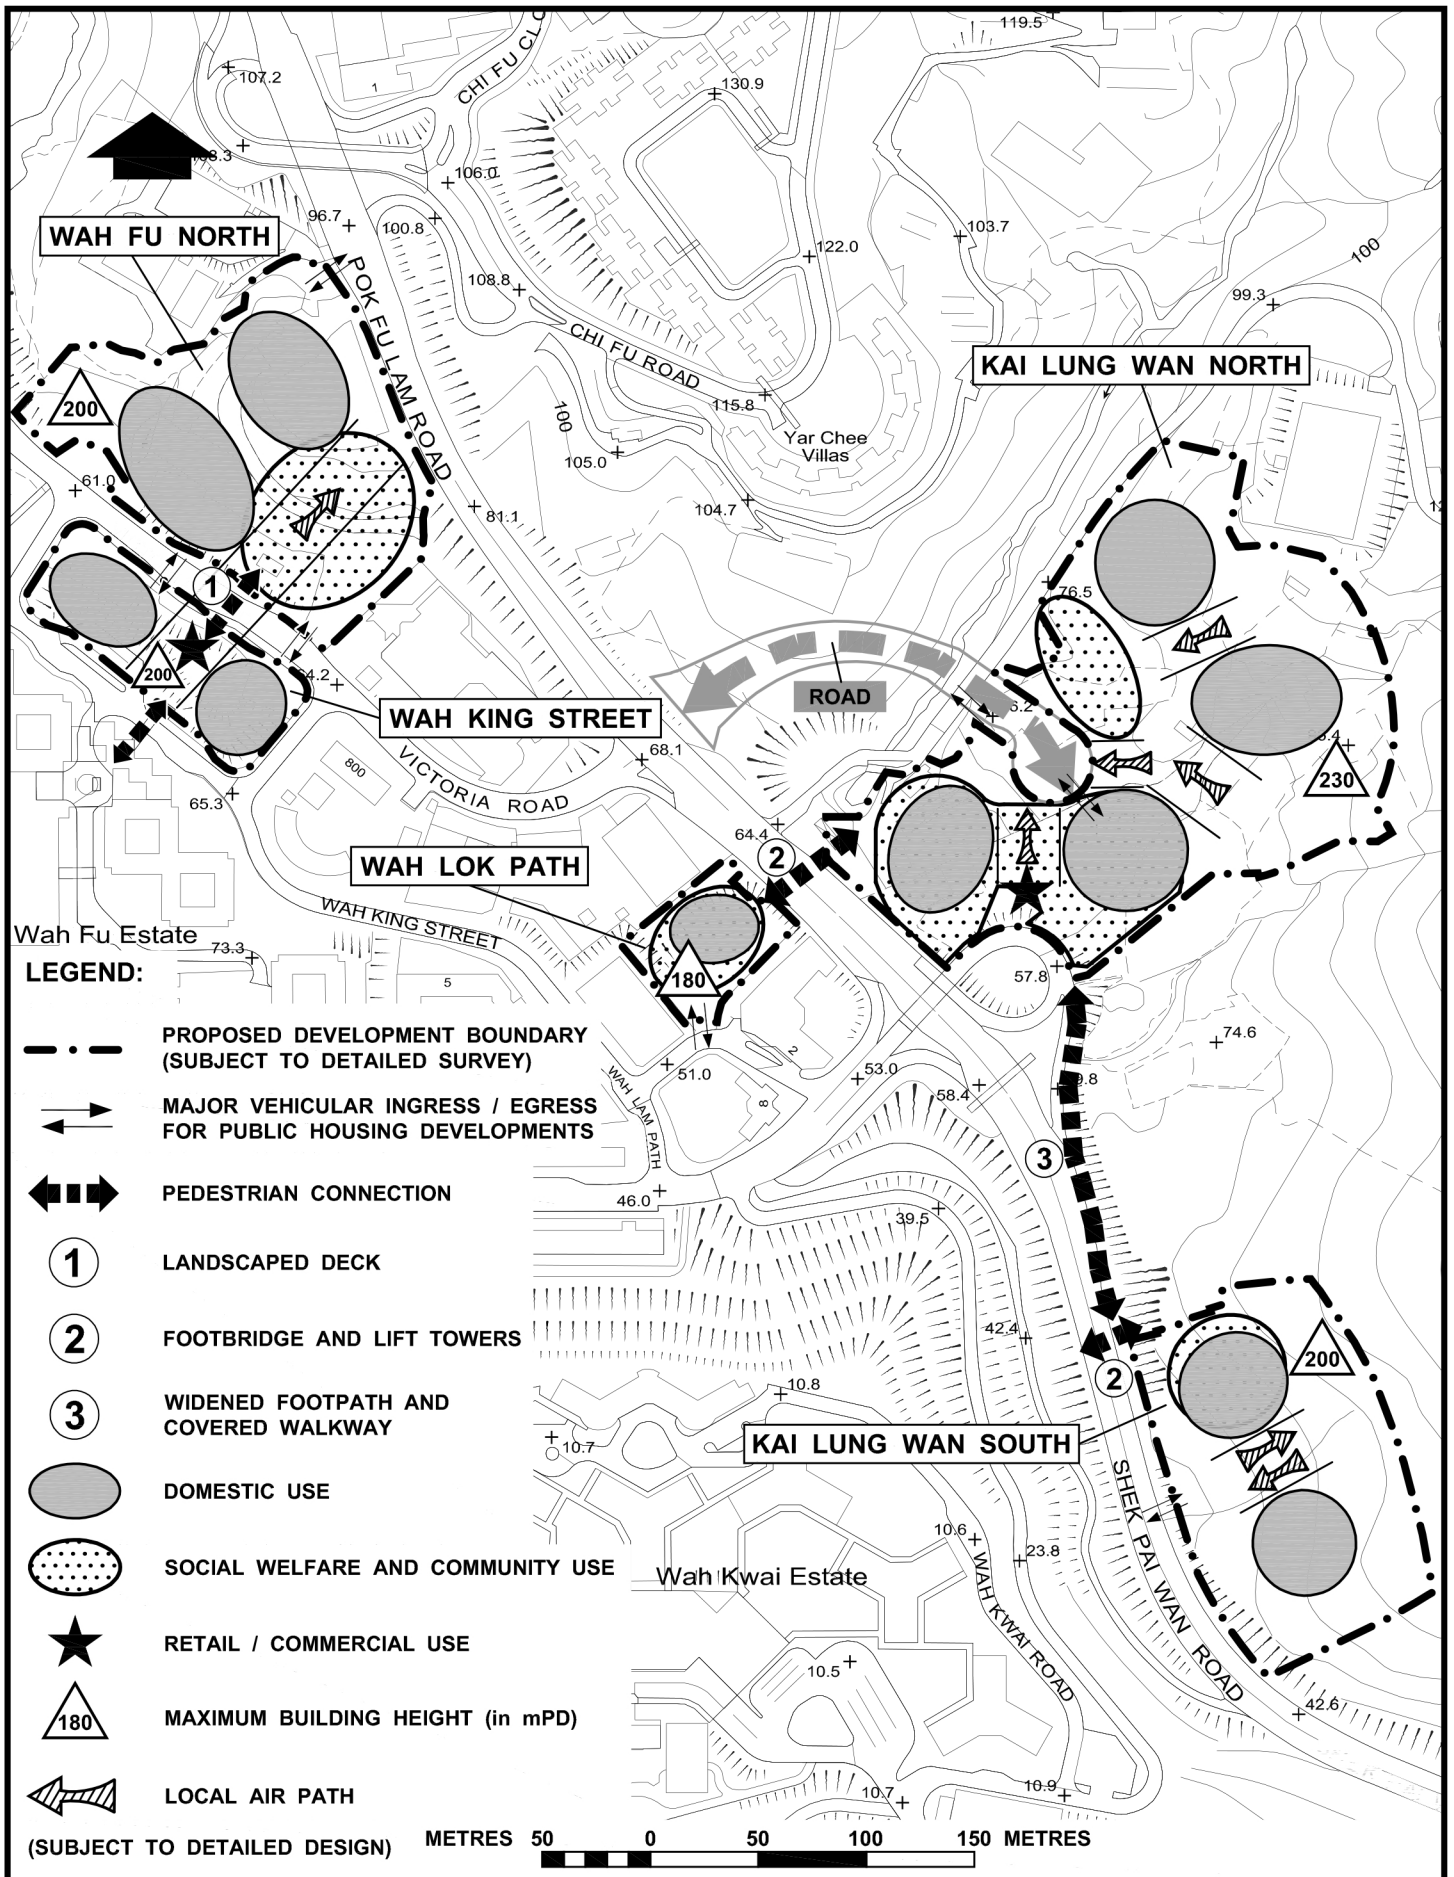 119.5
CHI FU CLO
107.2
1
130.9
106.0
WAH FU NORTH
96.7
100.8
103.7
122.0
100
108.8
99.3
POK FU LAM ROAD
CHI FU ROAD
KAI LUNG WAN NORTH
200
115.8
100
Yar Chee
Villas
105.0
61.0
104.7
81.1
76.5
1
200
ROAD
WAH KING STREET
68.1
230
800
VICTORIA ROAD
65.3
64.4
2
WAH LOK PATH
WAH KING STREET
Wah Fu Estate
73.3
180
57.8
LEGEND:
5
74.6
PROPOSED DEVELOPMENT BOUNDARY
(SUBJECT TO DETAILED SURVEY)
2
51.0
53.0
58.4
WAH LAM PATH
8
MAJOR VEHICULAR INGRESS / EGRESS
FOR PUBLIC HOUSING DEVELOPMENTS
3
PEDESTRIAN CONNECTION
46.0
39.5
1
LANDSCAPED DECK
2
FOOTBRIDGE AND LIFT TOWERS
42.4
200
2
3
WIDENED FOOTPATH AND
COVERED WALKWAY
10.8
10.7
KAI LUNG WAN SOUTH
DOMESTIC USE
SHEK PAI WAN ROAD
10.6
23.8
SOCIAL WELFARE AND COMMUNITY USE
Wah Kwai Estate
WAH KWAI ROAD
RETAIL / COMMERCIAL USE
10.5
180
MAXIMUM BUILDING HEIGHT (in mPD)
42.6
LOCAL AIR PATH
10.7
10.9
(SUBJECT TO DETAILED DESIGN)
METRES 50 0 50 100 150 METRES